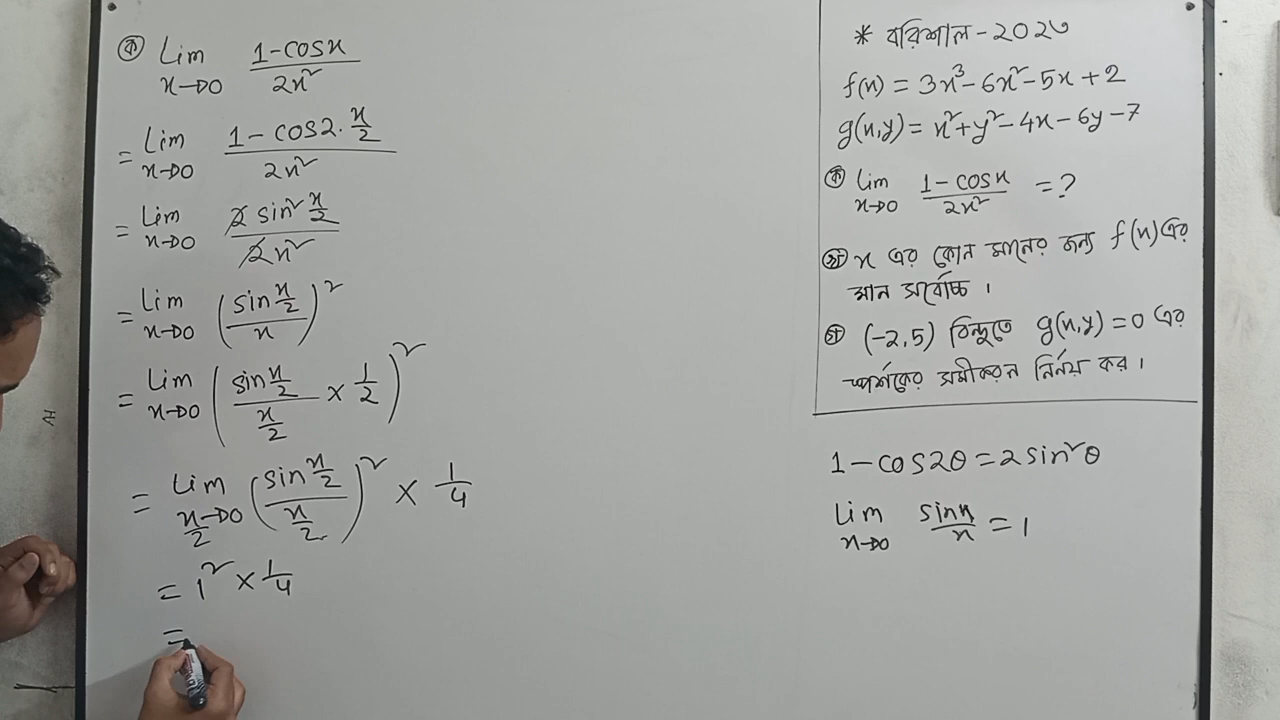 ক) Lim x→0 (1-cosx)/(2x²)
= Lim x→0 (1 - cos2·x/2)/(2x²)
= Lim x→0 (2 sin² x/2)/(2x²)
= Lim x→0 ((sin x/2)/x)²
= Lim x→0 ((sin x/2)/(x/2) × 1/2)²
= Lim x/2→0 ((sin x/2)/(x/2))² × 1/4
= 1² × 1/4
=
* বরিশাল - ২০২৩
f(x) = 3x³ - 6x² - 5x + 2
g(x,y) = x² + y² - 4x - 6y - 7
ক) Lim x→0 (1 - cosx)/(2x²) = ?
খ) x এর কোন মানের জন্য f(x) এর
মান সর্বোচ্চ ।
গ) (-2, 5) বিন্দুতে g(x,y) = 0 এর
স্পর্শকের সমীকরন নির্নয় কর ।
1 - cos2θ = 2 sin²θ
Lim x→0 sinx/x = 1